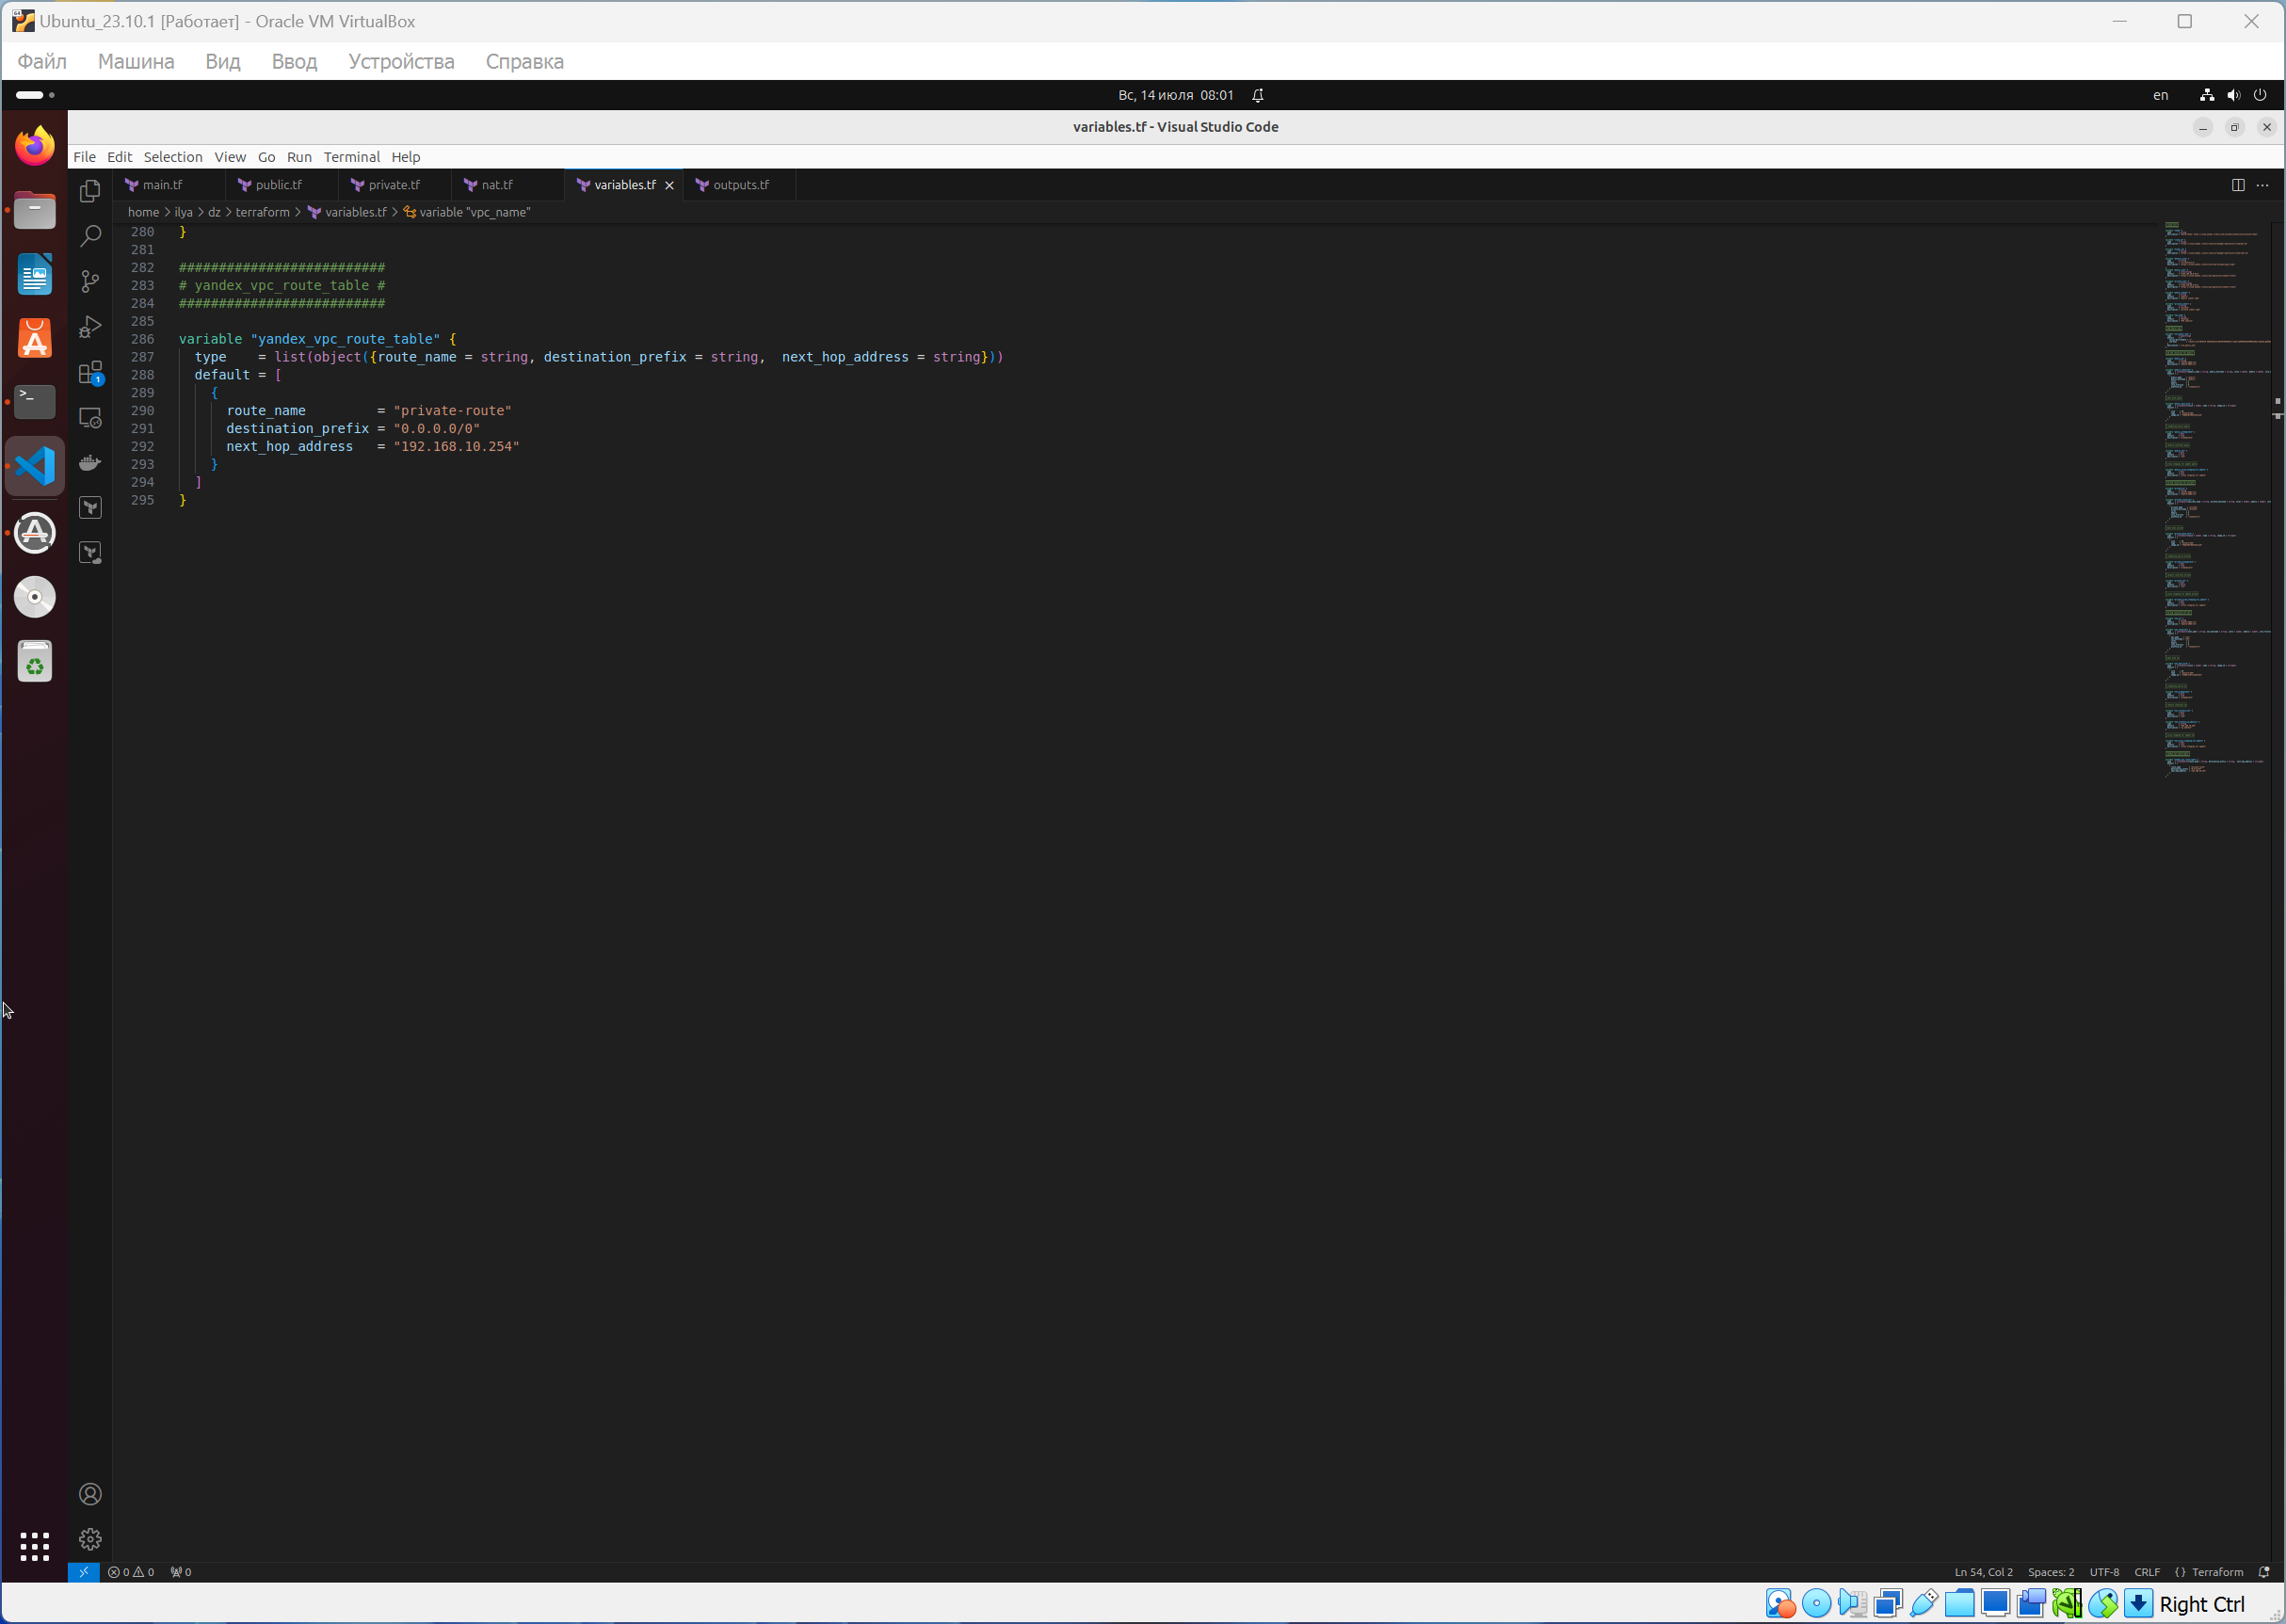 Ubuntu_23.10.1 [Работает] - Oracle VM VirtualBox
Файл Машина Вид Ввод Устройства Справка
Вс, 14 июля 08:01
en
variables.tf - Visual Studio Code
File Edit Selection View Go Run Terminal Help
main.tf public.tf private.tf nat.tf variables.tf outputs.tf
home > ilya > dz > terraform > variables.tf > variable "vpc_name"
280 }
281
282 ##########################
283 # yandex_vpc_route_table #
284 ##########################
285
286 variable "yandex_vpc_route_table" {
287 type    = list(object({route_name = string, destination_prefix = string,  next_hop_address = string}))
288 default = [
289 {
290 route_name         = "private-route"
291 destination_prefix = "0.0.0.0/0"
292 next_hop_address   = "192.168.10.254"
293 }
294 ]
295 }
1
0 0 0
Ln 54, Col 2 Spaces: 2 UTF-8 CRLF {} Terraform
Right Ctrl